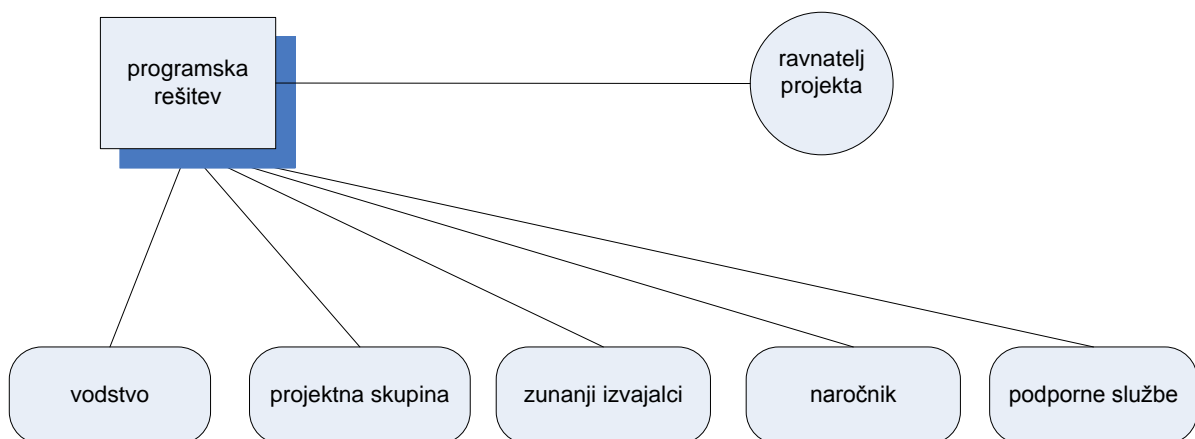 programska
rešitev
ravnatelj
projekta
vodstvo
projektna skupina
zunanji izvajalci
naročnik
podporne službe